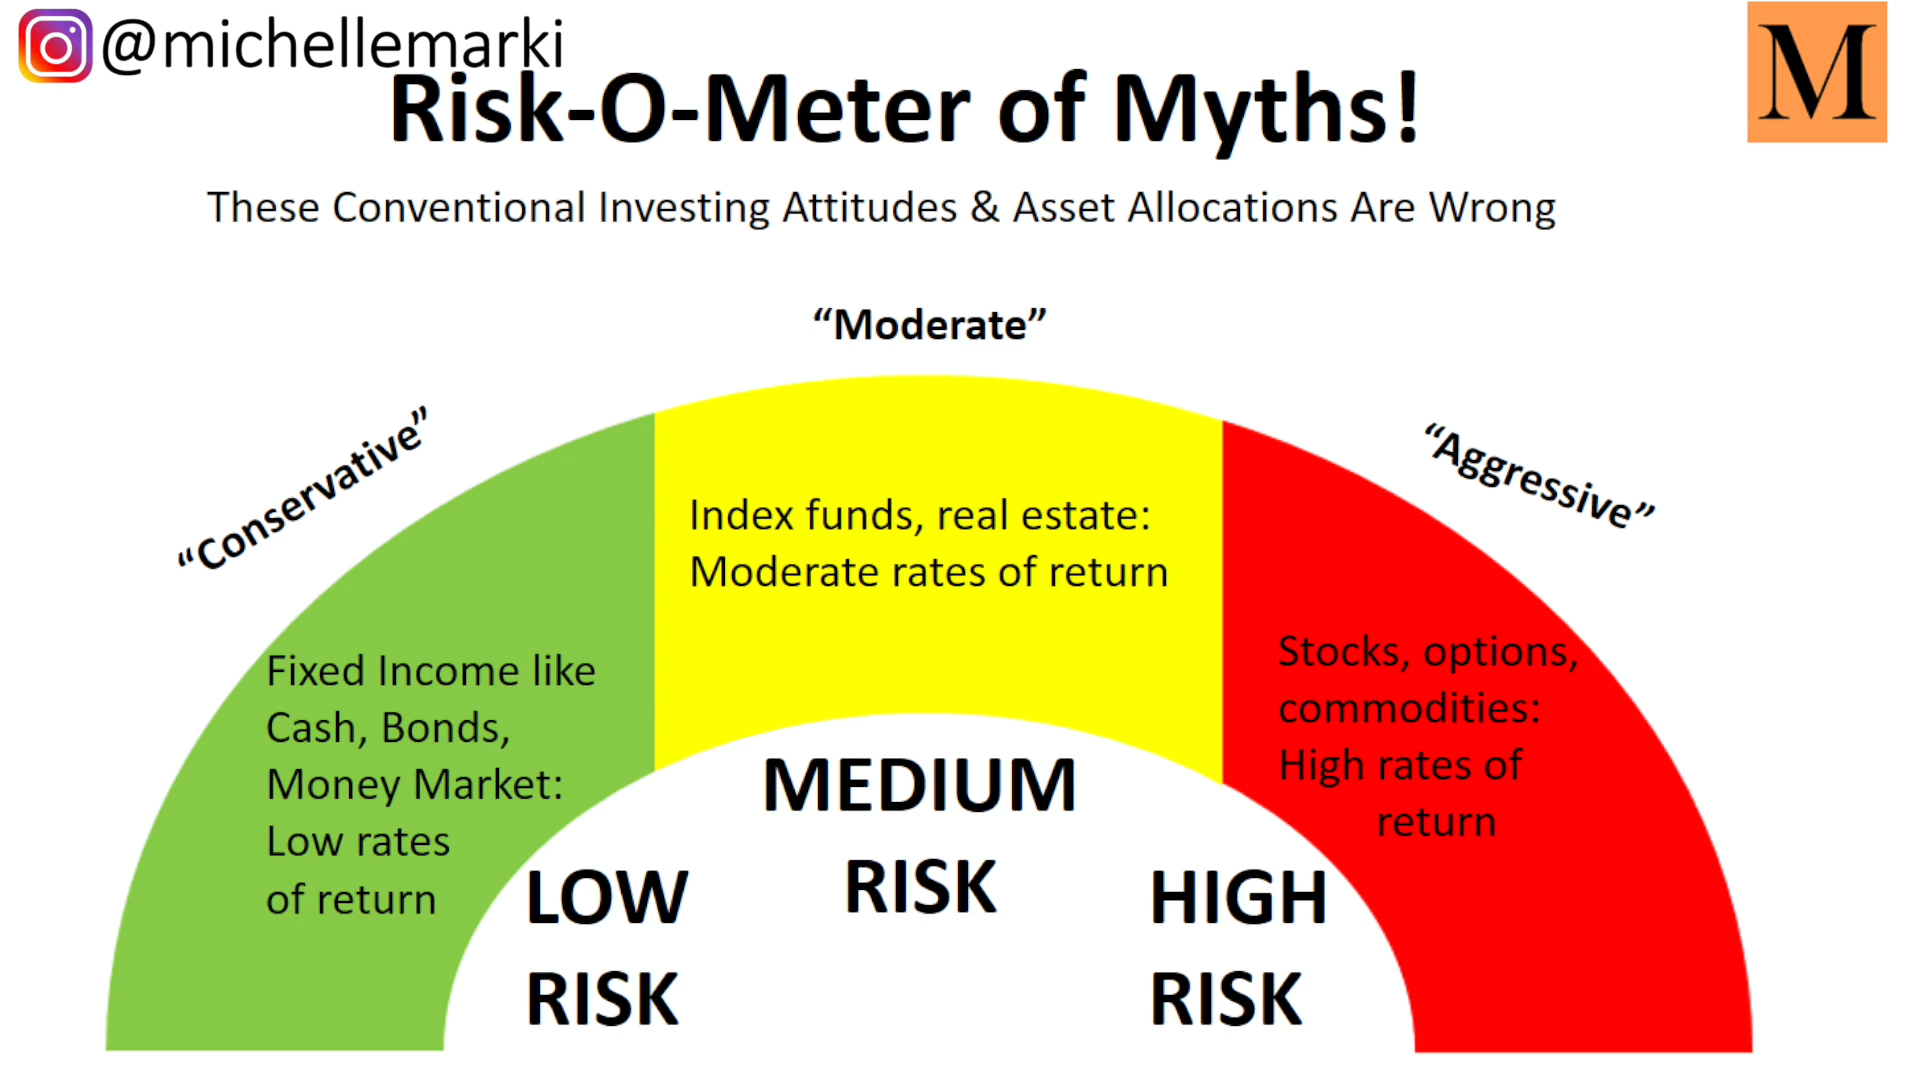 @michellemarki
M
Risk-O-Meter of Myths!
These Conventional Investing Attitudes & Asset Allocations Are Wrong
“Moderate”
“Conservative”
“Aggressive”
Index funds, real estate:
Moderate rates of return
Fixed Income like
Cash, Bonds,
Money Market:
Low rates
of return
Stocks, options,
commodities:
High rates of
return
LOW
RISK
MEDIUM
RISK
HIGH
RISK